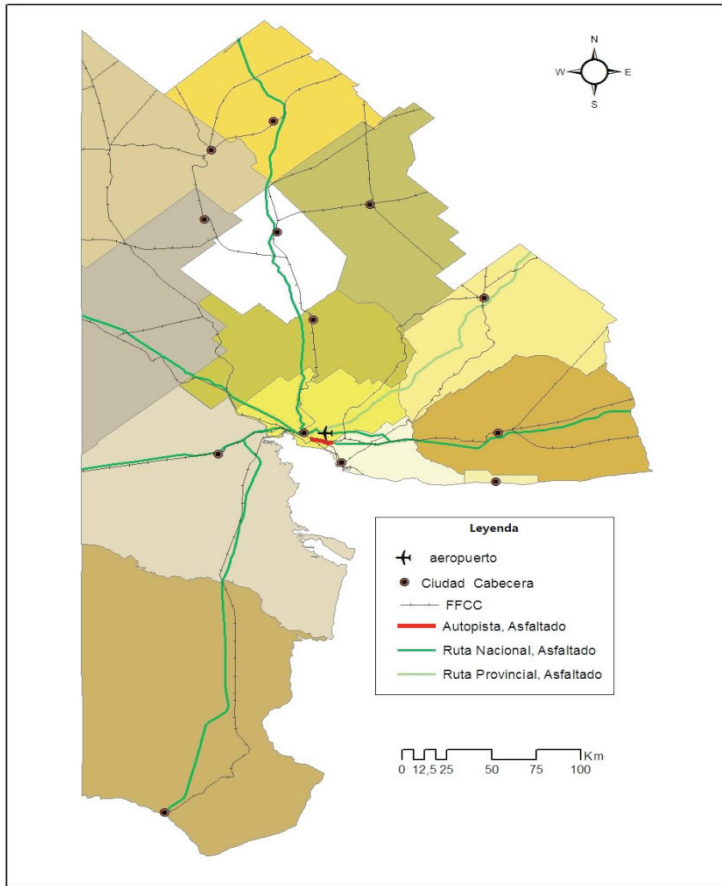 N
W E
S
Leyenda
aeropuerto
Ciudad Cabecera
FFCC
Autopista, Asfaltado
Ruta Nacional, Asfaltado
Ruta Provincial, Asfaltado
Km
0 12,5 25 50 75 100